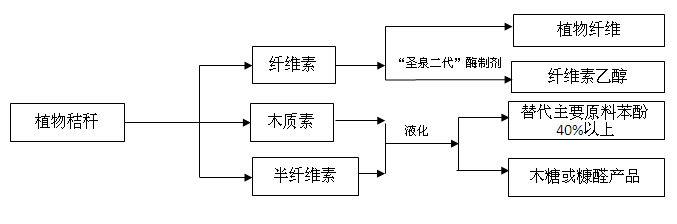 植物纤维
纤维素
“圣泉二代”酶制剂
纤维素乙醇
植物秸秆
木质素
液化
替代主要原料苯酚
40%以上
半纤维素
木糖或糠醛产品